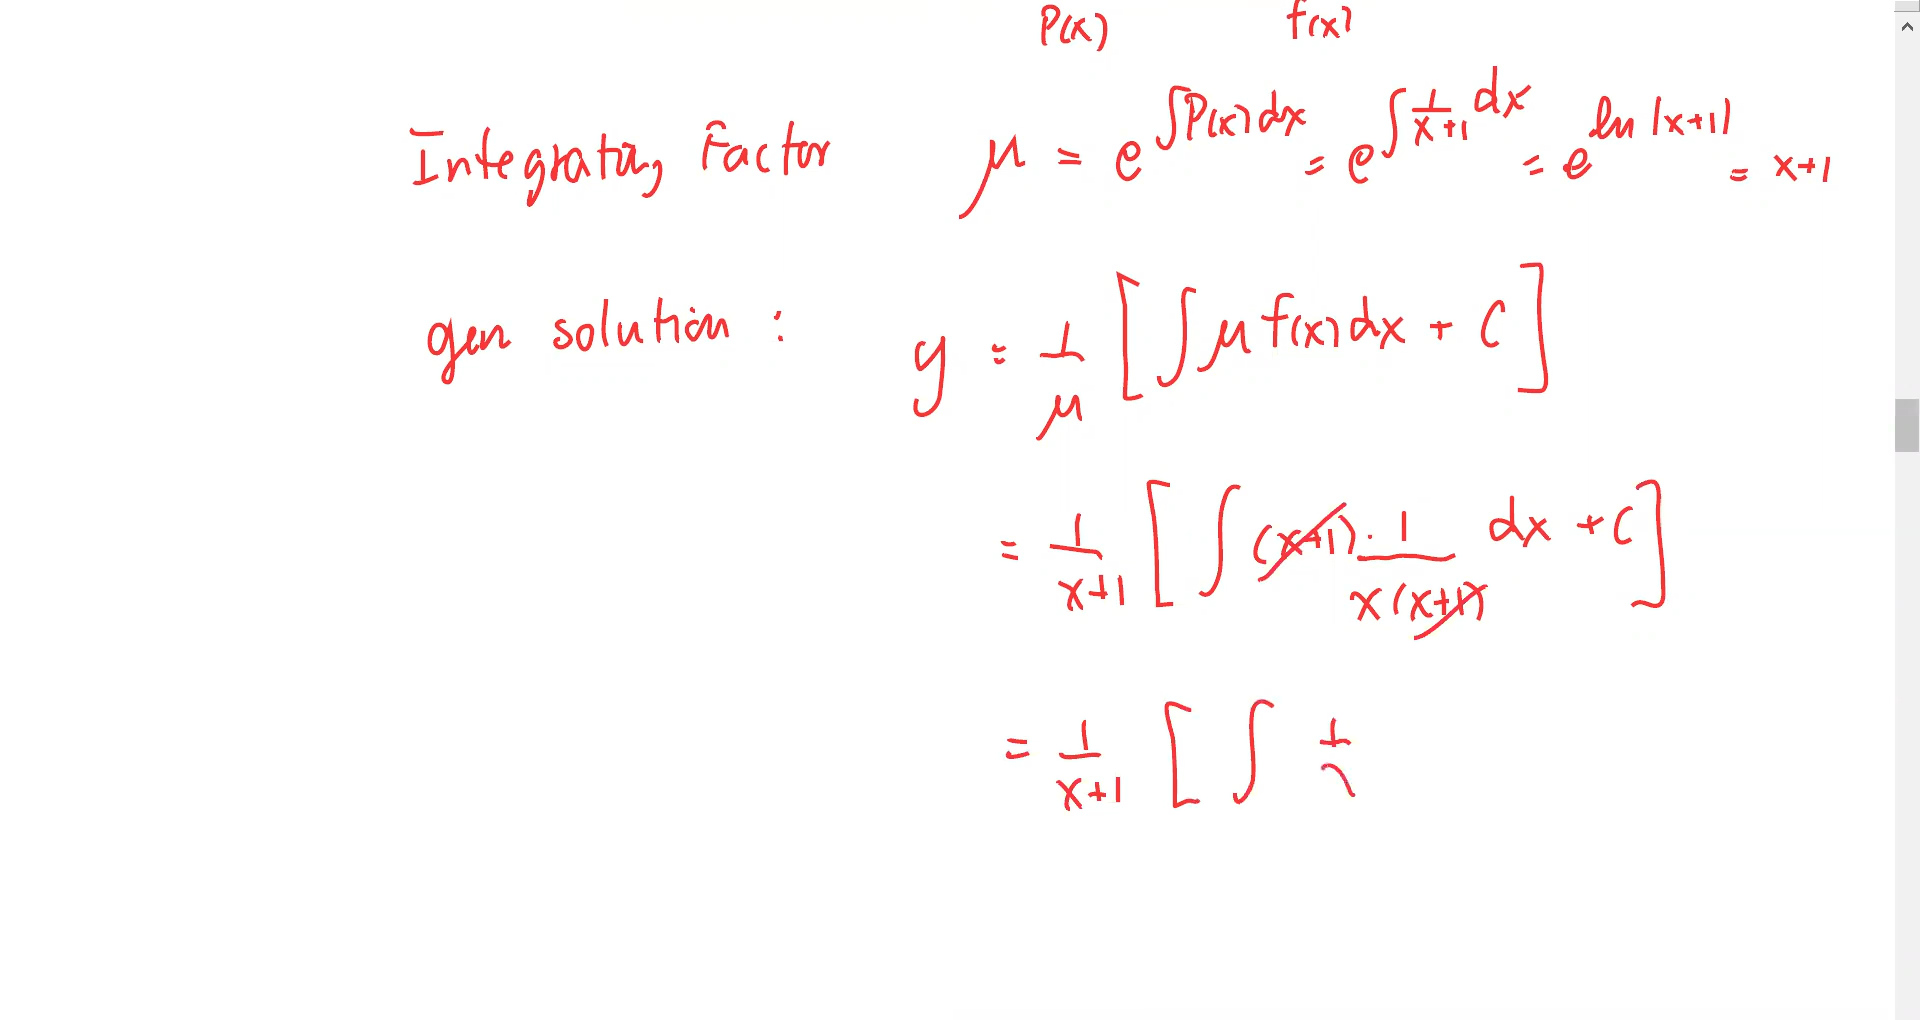 P(x) f(x)
Integrating Factor μ = e^{∫P(x)dx} = e^{∫ 1/(x+1) dx} = e^{ln |x+1|} = x+1
gen solution : y = 1/μ [ ∫ μ f(x) dx + C ]
= 1/(x+1) [ ∫ (x+1) · 1/(x(x+1)) dx + C ]
= 1/(x+1) [ ∫ 1